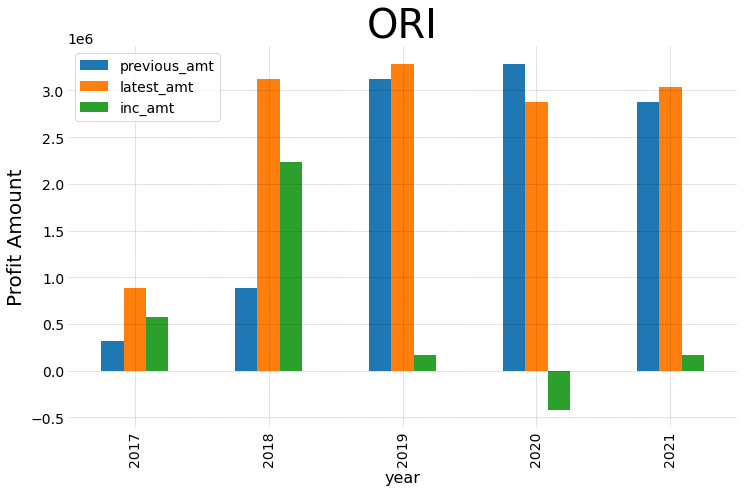 ORI
1e6
previous_amt
latest_amt
inc_amt
3.0
2.5
2.0
1.5
1.0
0.5
0.0
−0.5
Profit Amount
2017
2018
2019
2020
2021
year